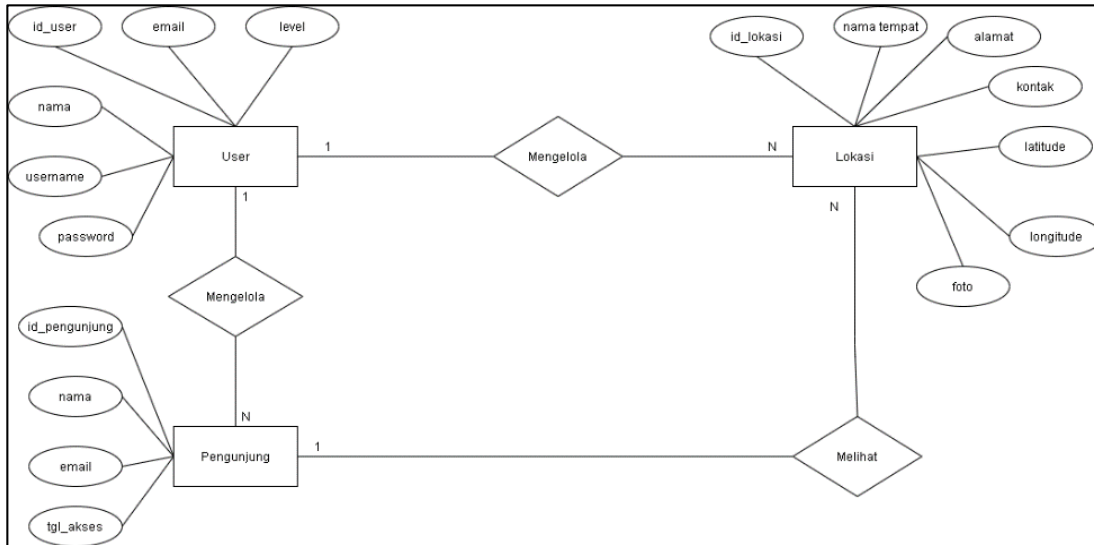 id_user
email
level
id_lokasi
nama tempat
alamat
nama
kontak
User
1
Mengelola
N
Lokasi
latitude
username
password
1
N
longitude
foto
Mengelola
id_pengunjung
nama
N
Pengunjung
1
Melihat
email
tgl_akses